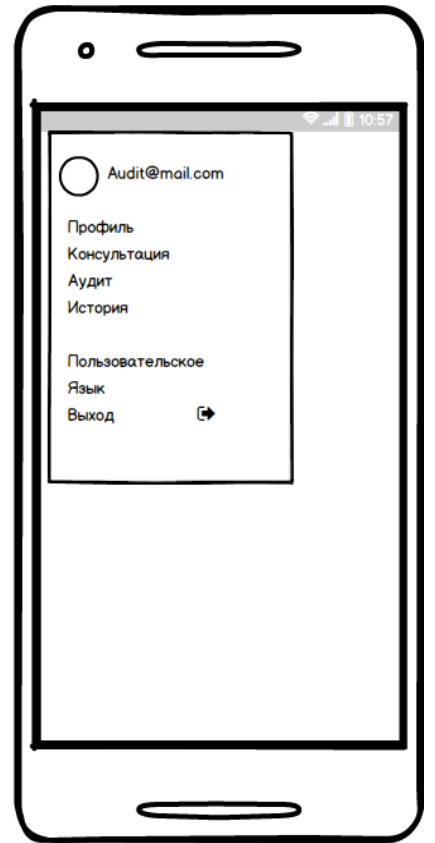 10:57
Audit@mail.com
Профиль
Консультация
Аудит
История
Пользовательское
Язык
Выход